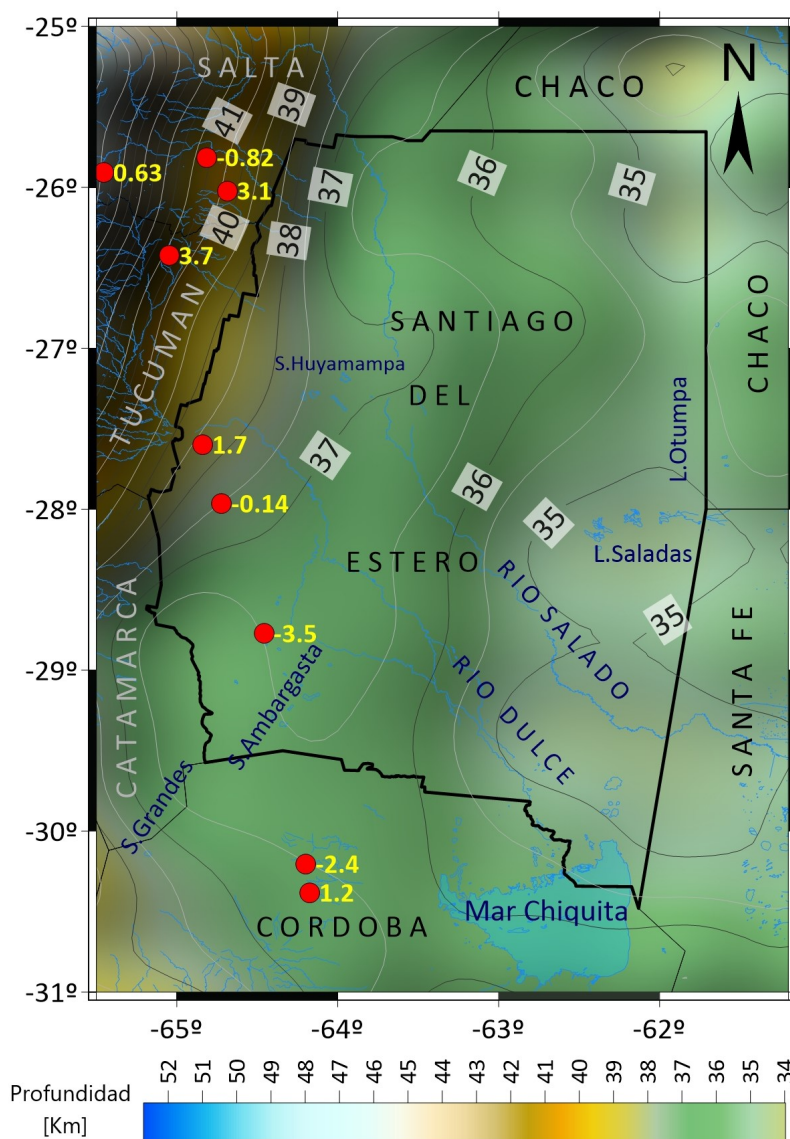 -25º
SALTA
N
CHACO
39
41
-0.82
0.63
-26º
3.1
37
36
35
40
38
3.7
SANTIAGO
-27º
TUCUMAN
S.Huyamampa
CHACO
DEL
L.Otumpa
1.7
37
36
-28º
-0.14
35
L.Saladas
ESTERO
RIO SALADO
35
CATAMARCA
-3.5
-29º
SANTA FE
S.Ambargasta
RIO DULCE
S.Grandes
-30º
-2.4
1.2
Mar Chiquita
CORDOBA
-31º
-65º -64º -63º -62º
Profundidad
[Km]
52 51 50 49 48 47 46 45 44 43 42 41 40 39 38 37 36 35 34